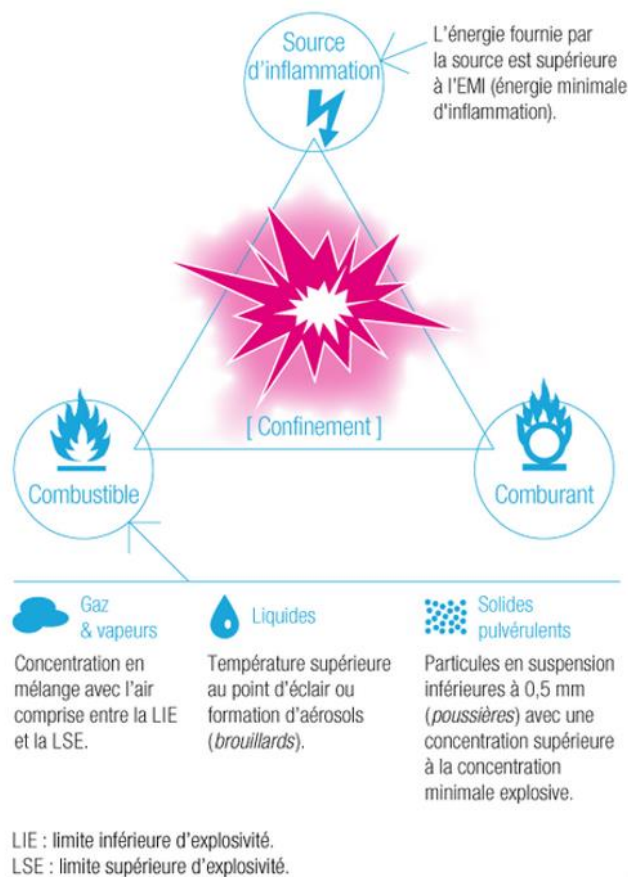 Source
d'inflammation
L'énergie fournie par
la source est supérieure
à l'EMI (énergie minimale
d'inflammation).
[ Confinement ]
Combustible
Comburant
Gaz
& vapeurs
Concentration en
mélange avec l'air
comprise entre la LIE
et la LSE.
Liquides
Température supérieure
au point d'éclair ou
formation d'aérosols
(brouillards).
Solides
pulvérulents
Particules en suspension
inférieures à 0,5 mm
(poussières) avec une
concentration supérieure
à la concentration
minimale explosive.
LIE : limite inférieure d'explosivité.
LSE : limite supérieure d'explosivité.